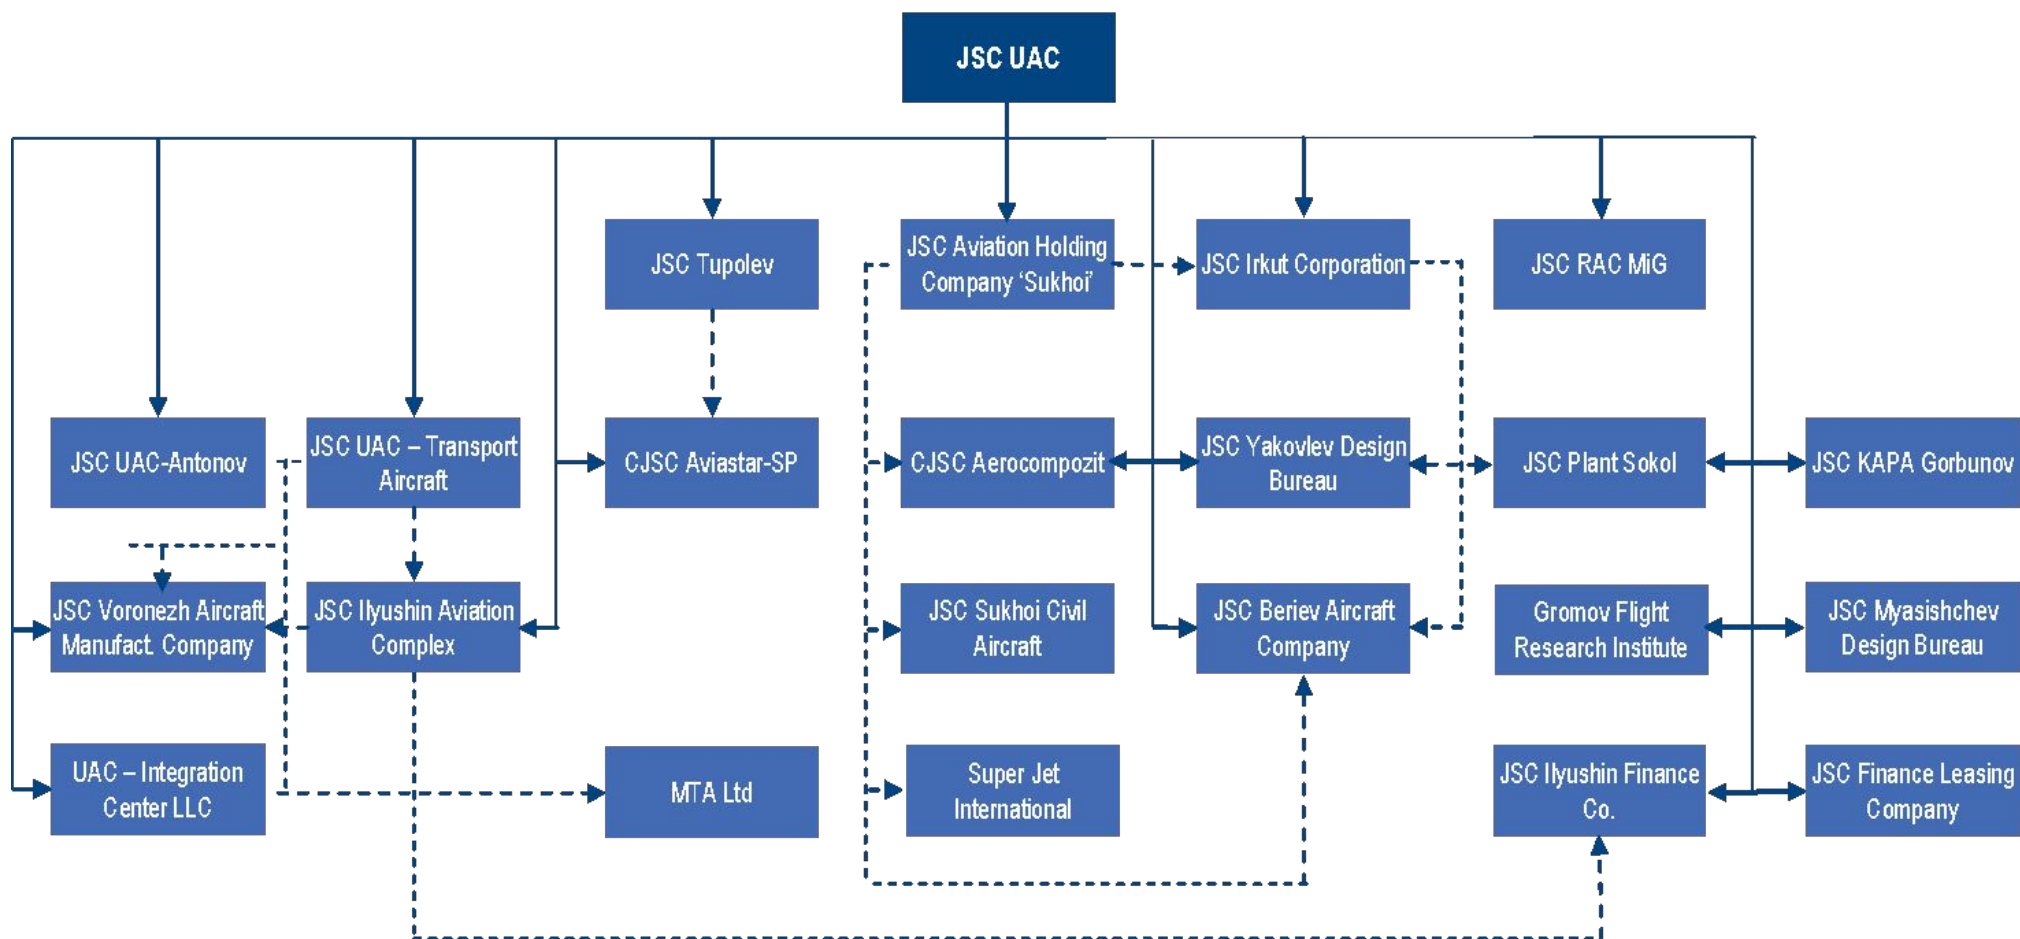 JSC UAC
JSC Tupolev
JSC Aviation Holding
Company ‘Sukhoi’
JSC Irkut Corporation
JSC RAC MiG
JSC UAC-Antonov
JSC UAC – Transport
Aircraft
CJSC Aviastar-SP
CJSC Aerocompozit
JSC Yakovlev Design
Bureau
JSC Plant Sokol
JSC KAPA Gorbunov
JSC Voronezh Aircraft
Manufact. Company
JSC Ilyushin Aviation
Complex
JSC Sukhoi Civil
Aircraft
JSC Beriev Aircraft
Company
Gromov Flight
Research Institute
JSC Myasishchev
Design Bureau
UAC – Integration
Center LLC
MTA Ltd
Super Jet
International
JSC Ilyushin Finance
Co.
JSC Finance Leasing
Company